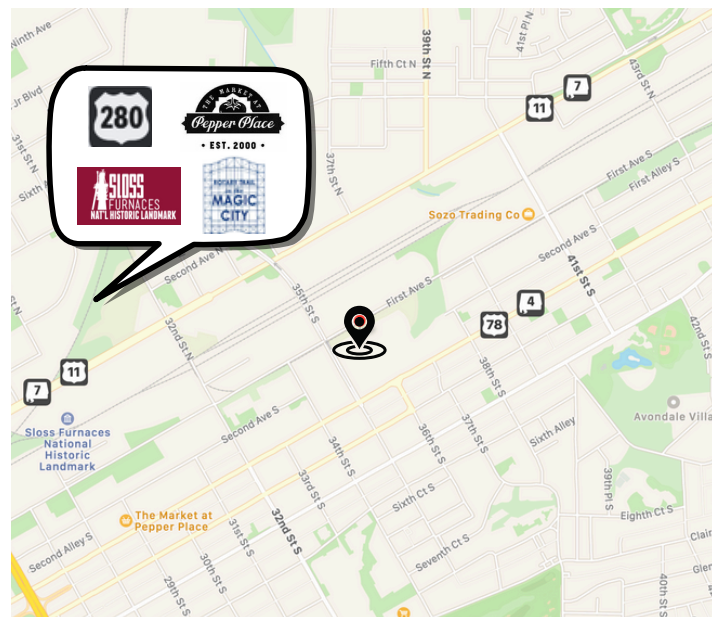 Ninth Ave
Jr Blvd
31st St N
Sixth A
280
THE MARKET AT
Pepper Place
• EST. 2000 •
SLOSS
FURNACES
NAT'L HISTORIC LANDMARK
ROTARY TRAIL
in the
MAGIC
CITY
39th St N
Fifth Ct N
41st Pl N
43rd St N
7
11
37th St N
First Ave S
First Alley S
Sozo Trading Co
Second Ave S
Second Ave N
41st St S
35th St S
First Ave S
32nd St N
4
78
42nd St S
11
7
38th St S
Avondale Villa
Sloss Furnaces
National
Historic
Landmark
Second Ave S
36th St S
37th St S
Sixth Alley
34th St S
33rd St S
39th Pl S
The Market at
Pepper Place
Sixth Ct S
Eighth Ct S
31st St S
32nd St S
Second Alley S
30th St S
Seventh Ct S
Clair
Glen
29th St S
40th St S